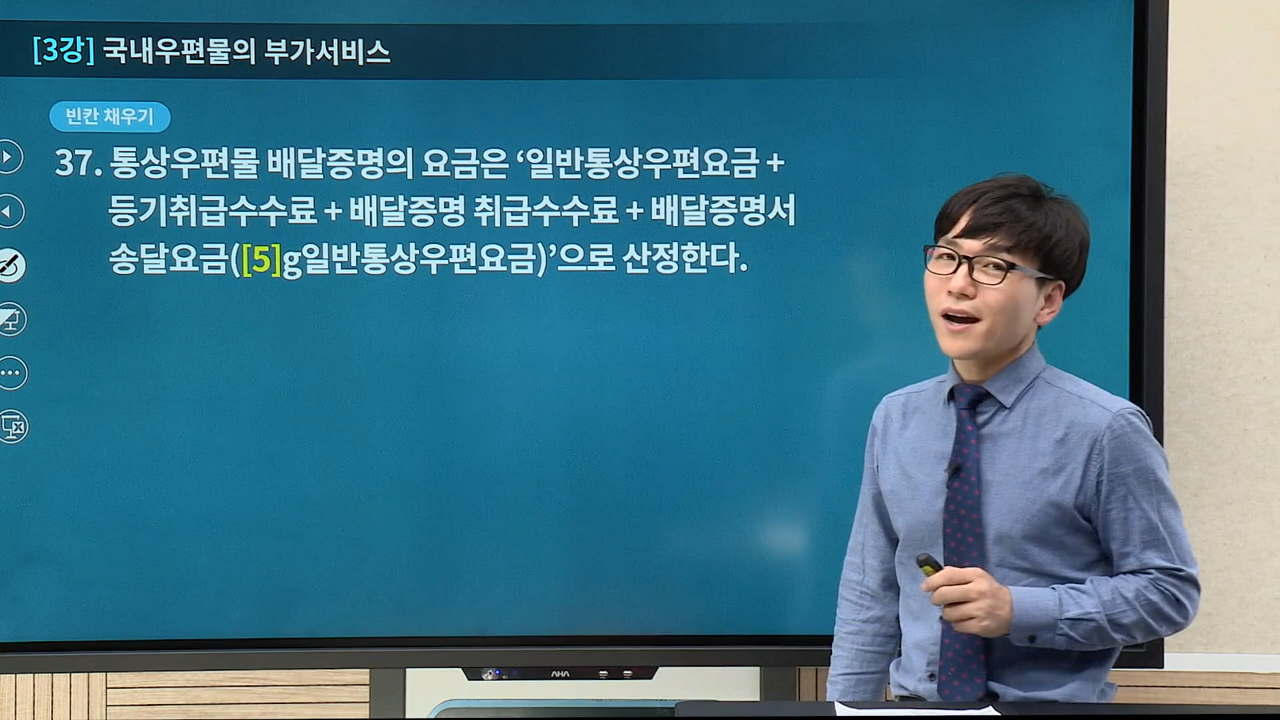 [3강] 국내우편물의 부가서비스
빈칸 채우기
37. 통상우편물 배달증명의 요금은 ‘일반통상우편요금 +
등기취급수수료 + 배달증명 취급수수료 + 배달증명서
송달요금([5]g일반통상우편요금)’으로 산정한다.
AHA